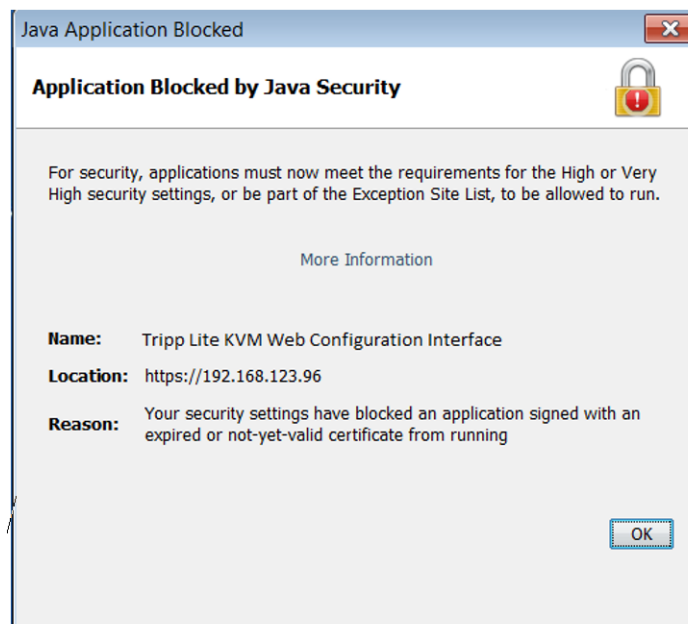 Java Application Blocked
Application Blocked by Java Security
For security, applications must now meet the requirements for the High or Very
High security settings, or be part of the Exception Site List, to be allowed to run.
More Information
Name: Tripp Lite KVM Web Configuration Interface
Location: https://192.168.123.96
Reason: Your security settings have blocked an application signed with an
expired or not-yet-valid certificate from running
OK